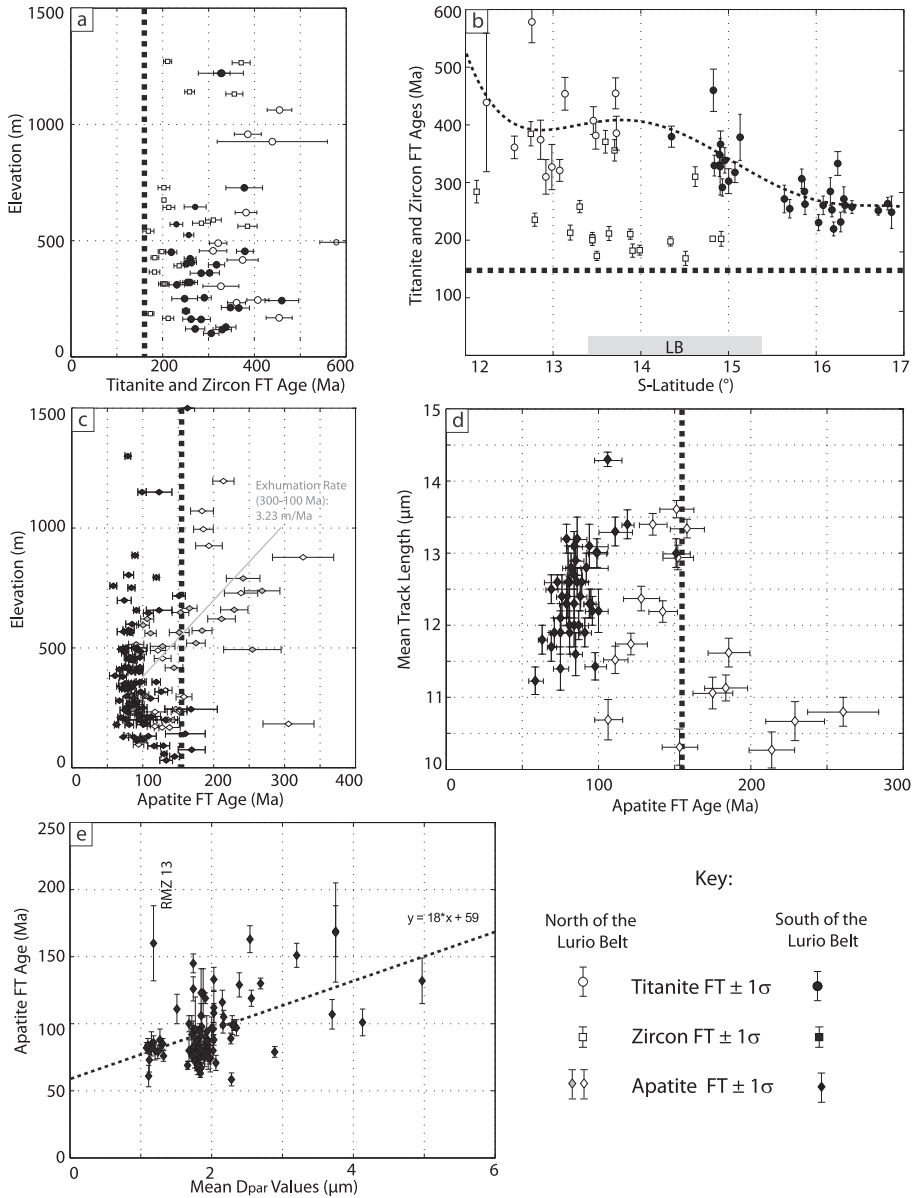 a
1500
1000
500
0
Elevation (m)
0
200
400
600
Titanite and Zircon FT Age (Ma)
b
600
500
400
300
200
100
Titanite and Zircon FT Ages (Ma)
LB
12
13
14
15
16
17
S-Latitude (°)
c
1500
1000
500
0
Elevation (m)
Exhumation Rate
(300-100 Ma):
3.23 m/Ma
0
100
200
300
400
Apatite FT Age (Ma)
d
15
14
13
12
11
10
Mean Track Length (µm)
0
100
200
300
Apatite FT Age (Ma)
e
250
200
150
100
50
0
Apatite FT Age (Ma)
RMZ 13
y = 18*x + 59
0
2
4
6
Mean Dpar Values (µm)
Key:
North of the
Lurio Belt
South of the
Lurio Belt
Titanite FT ± 1σ
Zircon FT ± 1σ
Apatite FT ± 1σ